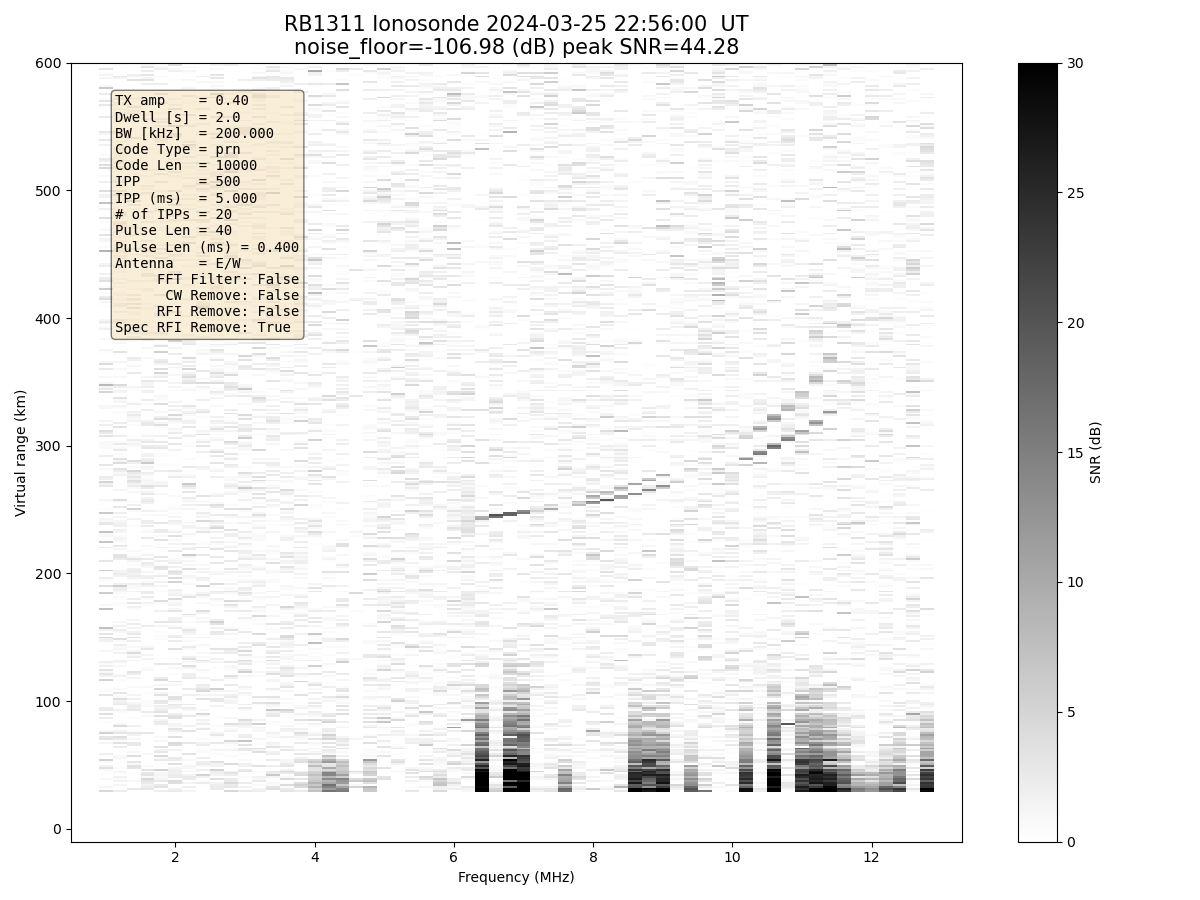 RB1311 Ionosonde 2024-03-25 22:56:00  UT
noise_floor=-106.98 (dB) peak SNR=44.28
TX amp    = 0.40
Dwell [s] = 2.0
BW [kHz]  = 200.000
Code Type = prn
Code Len  = 10000
IPP       = 500
IPP (ms)  = 5.000
# of IPPs = 20
Pulse Len = 40
Pulse Len (ms) = 0.400
Antenna   = E/W
FFT Filter: False
CW Remove: False
RFI Remove: False
Spec RFI Remove: True
600
500
400
300
200
100
0
Virtual range (km)
2
4
6
8
10
12
Frequency (MHz)
30
25
20
15
10
5
0
SNR (dB)